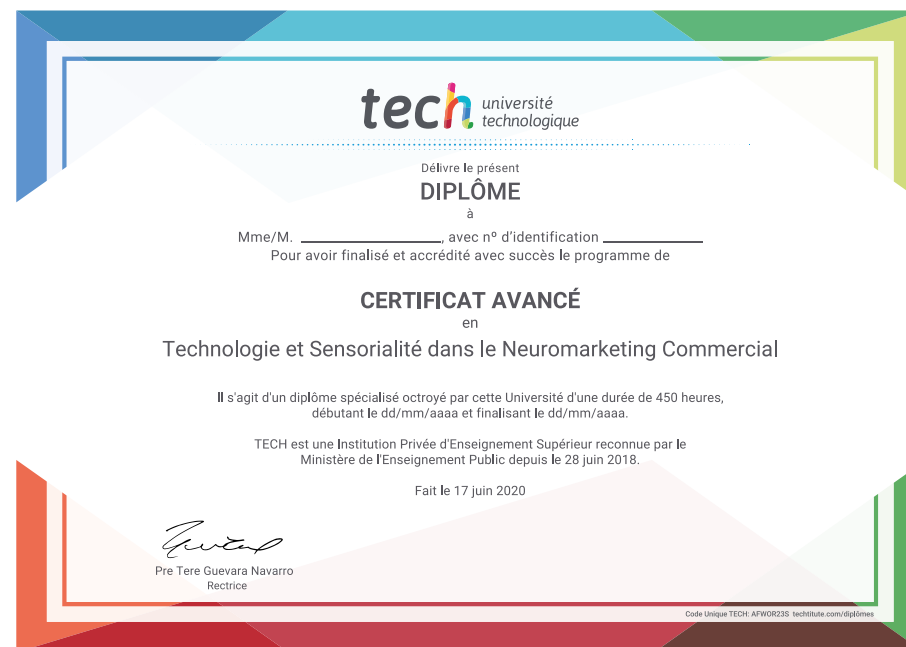 tech université
technologique
Délivre le présent
DIPLÔME
à
Mme/M. ____________________, avec nº d'identification ______________
Pour avoir finalisé et accrédité avec succès le programme de
CERTIFICAT AVANCÉ
en
Technologie et Sensorialité dans le Neuromarketing Commercial
Il s'agit d'un diplôme spécialisé octroyé par cette Université d'une durée de 450 heures,
débutant le dd/mm/aaaa et finalisant le dd/mm/aaaa.
TECH est une Institution Privée d'Enseignement Supérieur reconnue par le
Ministère de l'Enseignement Public depuis le 28 juin 2018.
Fait le 17 juin 2020
Pre Tere Guevara Navarro
Rectrice
Code Unique TECH: AFWOR23S techtitute.com/diplômes